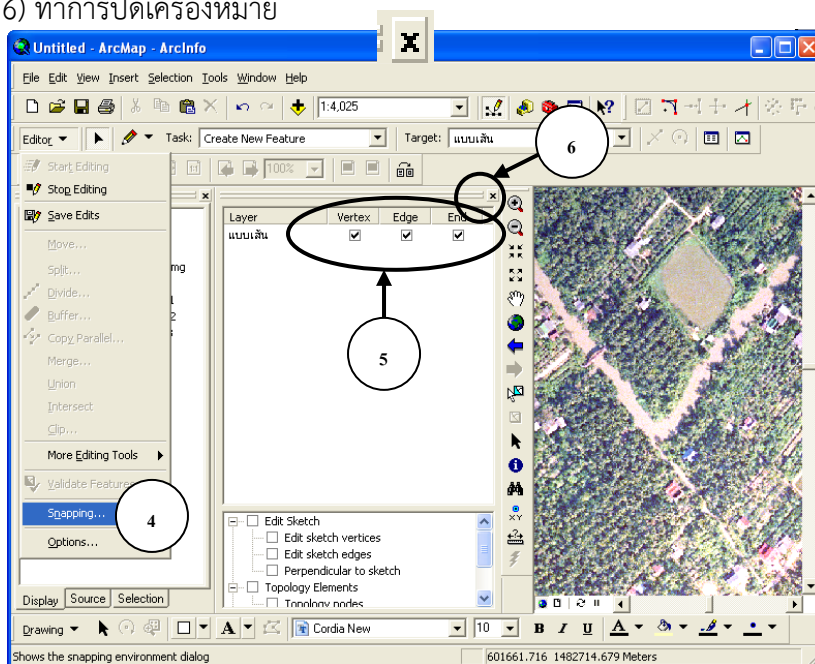 6) ทำการปิดเครื่องหมาย
Untitled - ArcMap - ArcInfo
File Edit View Insert Selection Tools Window Help
1:4,025
Editor Task: Create New Feature Target: แบบเส้น
6
Start Editing
100%
Stop Editing
Save Edits
Layer Vertex Edge End
แบบเส้น
Move...
Split...
mg
Divide...
1
Buffer...
2
Copy Parallel...
5
Merge...
Union
Intersect
Clip...
More Editing Tools
Validate Features
Snapping...
4
Options...
Edit Sketch
Edit sketch vertices
Edit sketch edges
Perpendicular to sketch
Topology Elements
Topology nodes
Display Source Selection
Drawing A Cordia New 10 B I U A
Shows the snapping environment dialog 601661.716 1482714.679 Meters